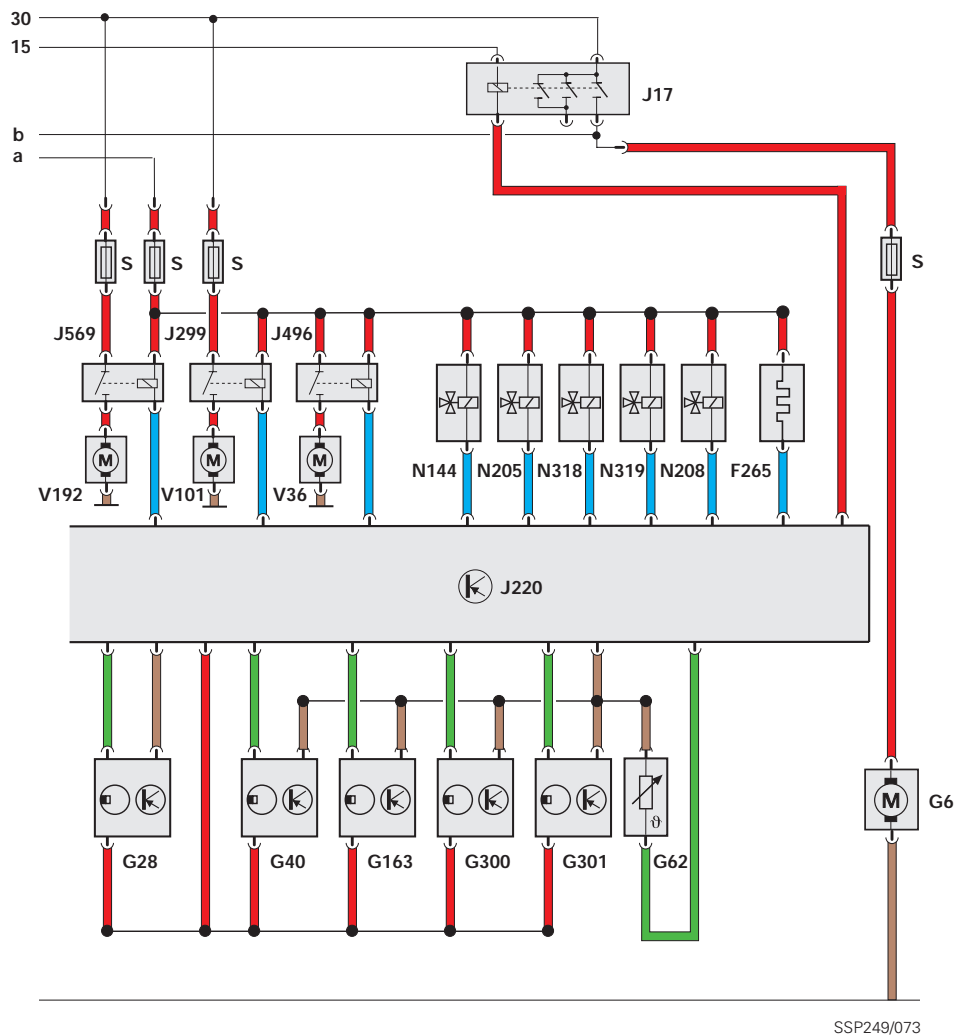 30
15
J17
b
a
S S S S
J569 J299 J496
M M M
N144 N205 N318 N319 N208 F265
V192 V101 V36
J220
M G6
ϑ
G28 G40 G163 G300 G301 G62
SSP249/073